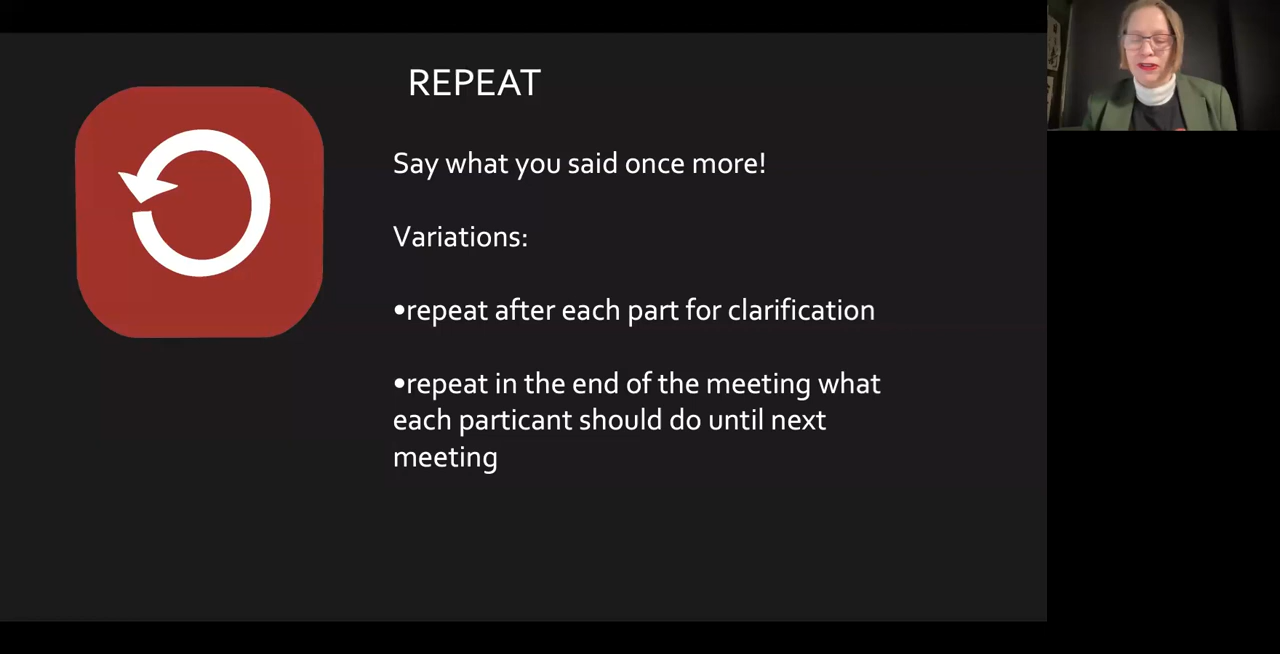 REPEAT
Say what you said once more!
Variations:
•repeat after each part for clarification
•repeat in the end of the meeting what
each particant should do until next
meeting